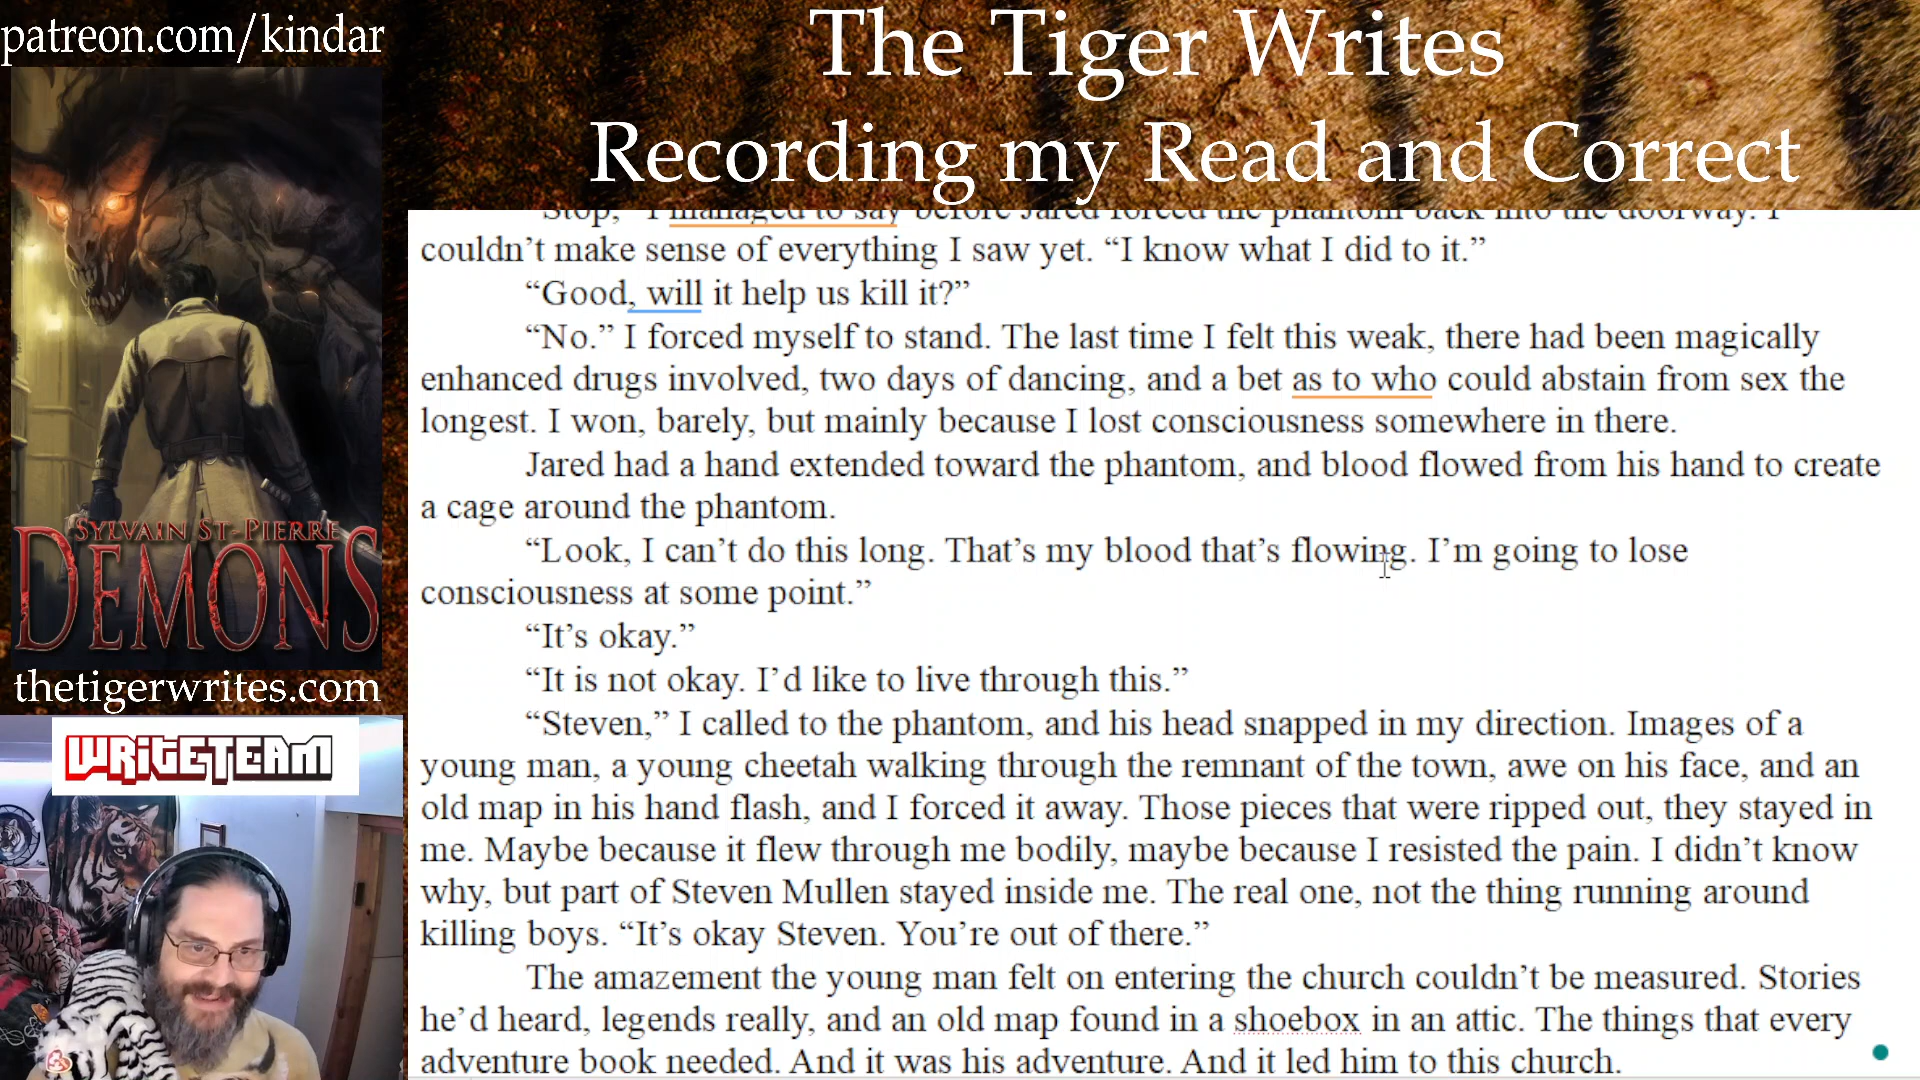 patreon.com/kindar
The Tiger Writes
Recording my Read and Correct
SYLVAIN ST-PIERRE
DEMONS
thetigerwrites.com
WRITETEAM
"Stop," I managed to say before Jared forced the phantom back into the doorway. I
couldn’t make sense of everything I saw yet. “I know what I did to it.”
“Good, will it help us kill it?”
“No.” I forced myself to stand. The last time I felt this weak, there had been magically
enhanced drugs involved, two days of dancing, and a bet as to who could abstain from sex the
longest. I won, barely, but mainly because I lost consciousness somewhere in there.
Jared had a hand extended toward the phantom, and blood flowed from his hand to create
a cage around the phantom.
“Look, I can’t do this long. That’s my blood that’s flowing. I’m going to lose
consciousness at some point.”
“It’s okay.”
“It is not okay. I’d like to live through this.”
“Steven,” I called to the phantom, and his head snapped in my direction. Images of a
young man, a young cheetah walking through the remnant of the town, awe on his face, and an
old map in his hand flash, and I forced it away. Those pieces that were ripped out, they stayed in
me. Maybe because it flew through me bodily, maybe because I resisted the pain. I didn’t know
why, but part of Steven Mullen stayed inside me. The real one, not the thing running around
killing boys. “It’s okay Steven. You’re out of there.”
The amazement the young man felt on entering the church couldn’t be measured. Stories
he’d heard, legends really, and an old map found in a shoebox in an attic. The things that every
adventure book needed. And it was his adventure. And it led him to this church.